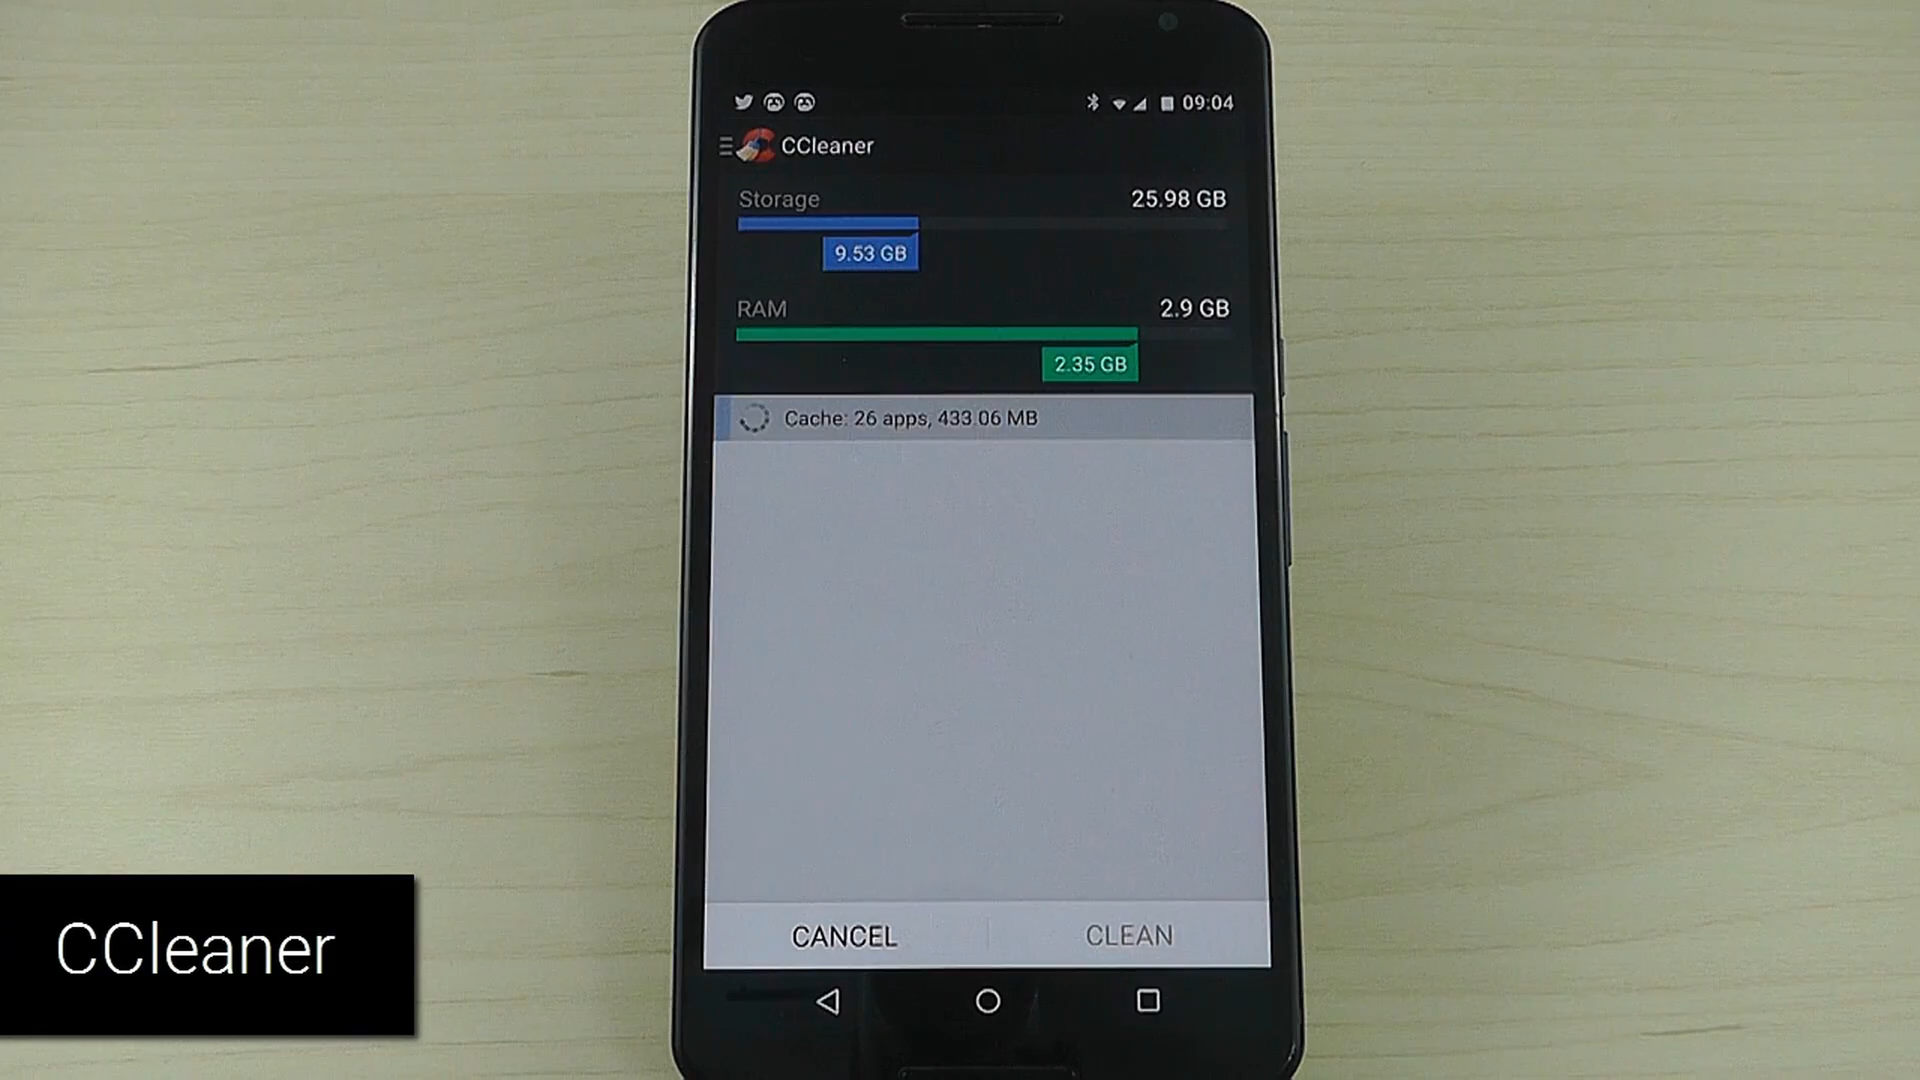 09:04
CCleaner
Storage 25.98 GB
9.53 GB
RAM 2.9 GB
2.35 GB
Cache: 26 apps, 433.06 MB
CANCEL CLEAN
CCleaner